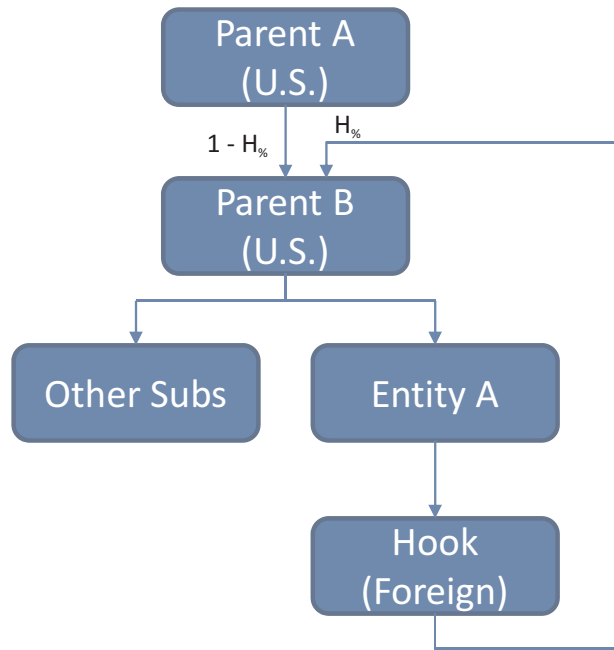 Parent A
(U.S.)
1 - H%
H%
Parent B
(U.S.)
Other Subs
Entity A
Hook
(Foreign)